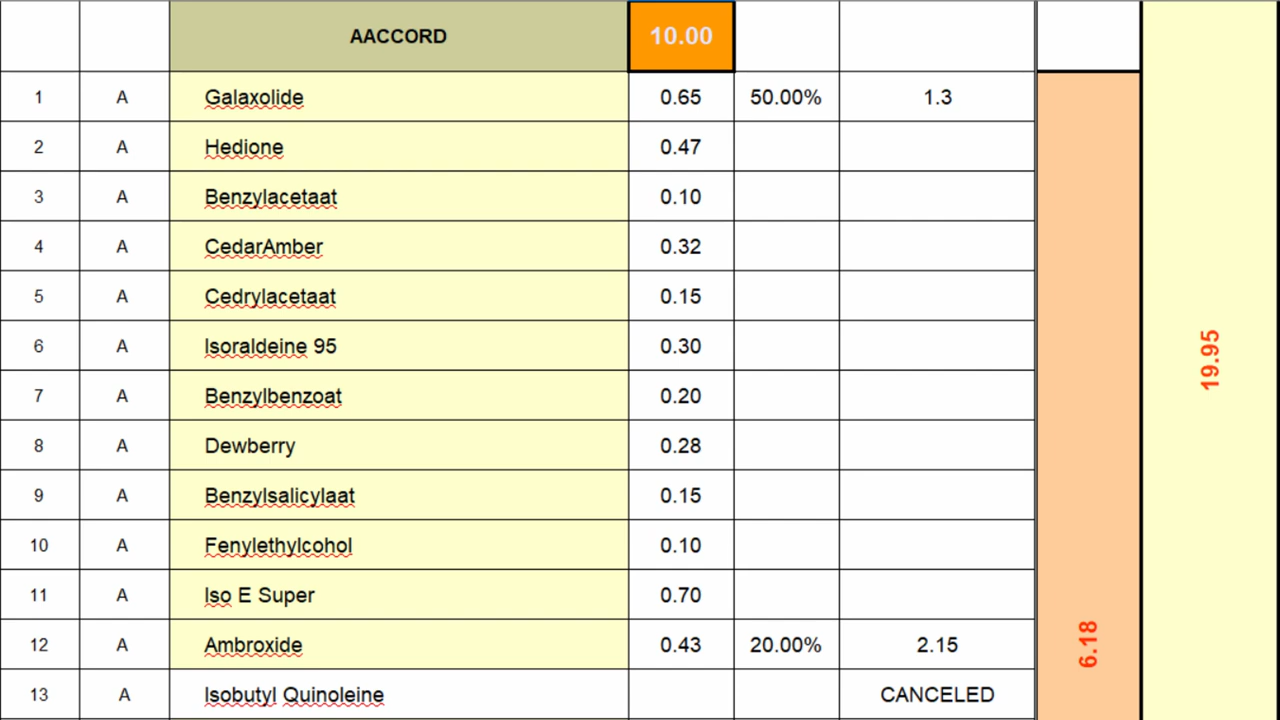 AACCORD 10.00
1 A Galaxolide 0.65 50.00% 1.3
2 A Hedione 0.47
3 A Benzylacetaat 0.10
4 A CedarAmber 0.32
5 A Cedrylacetaat 0.15
6 A Isoraldeine 95 0.30
7 A Benzylbenzoat 0.20
8 A Dewberry 0.28
9 A Benzylsalicylaat 0.15
10 A Fenylethylcohol 0.10
11 A Iso E Super 0.70
12 A Ambroxide 0.43 20.00% 2.15
13 A Isobutyl Quinoleine CANCELED
6.18
19.95